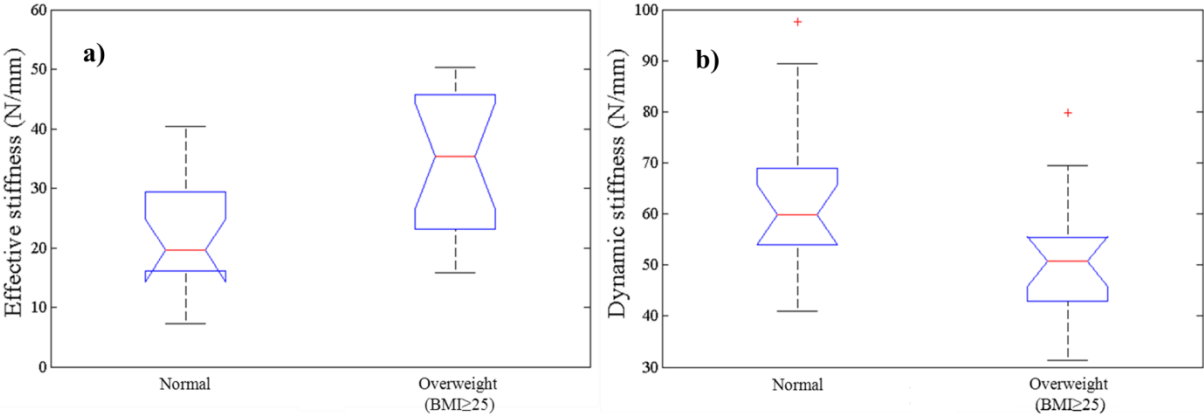 a)
Effective stiffness (N/mm)
60
50
40
30
20
10
0
Normal
Overweight
(BMI≥25)
b)
Dynamic stiffness (N/mm)
100
90
80
70
60
50
40
30
Normal
Overweight
(BMI≥25)